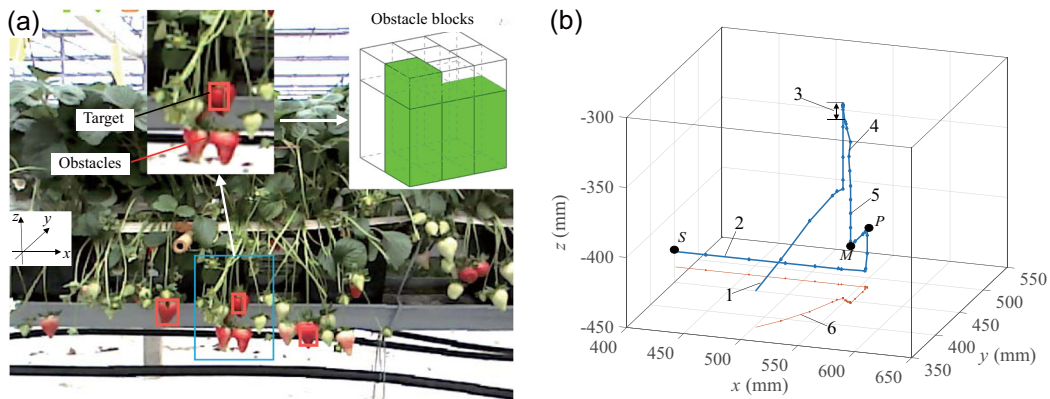 (a)
Obstacle blocks
Target
Obstacles
z
y
x
(b)
-300
-350
-400
-450
z (mm)
400
450
500
550
600
650
x (mm)
350
400
450
500
550
y (mm)
S
M
P
1
2
3
4
5
6